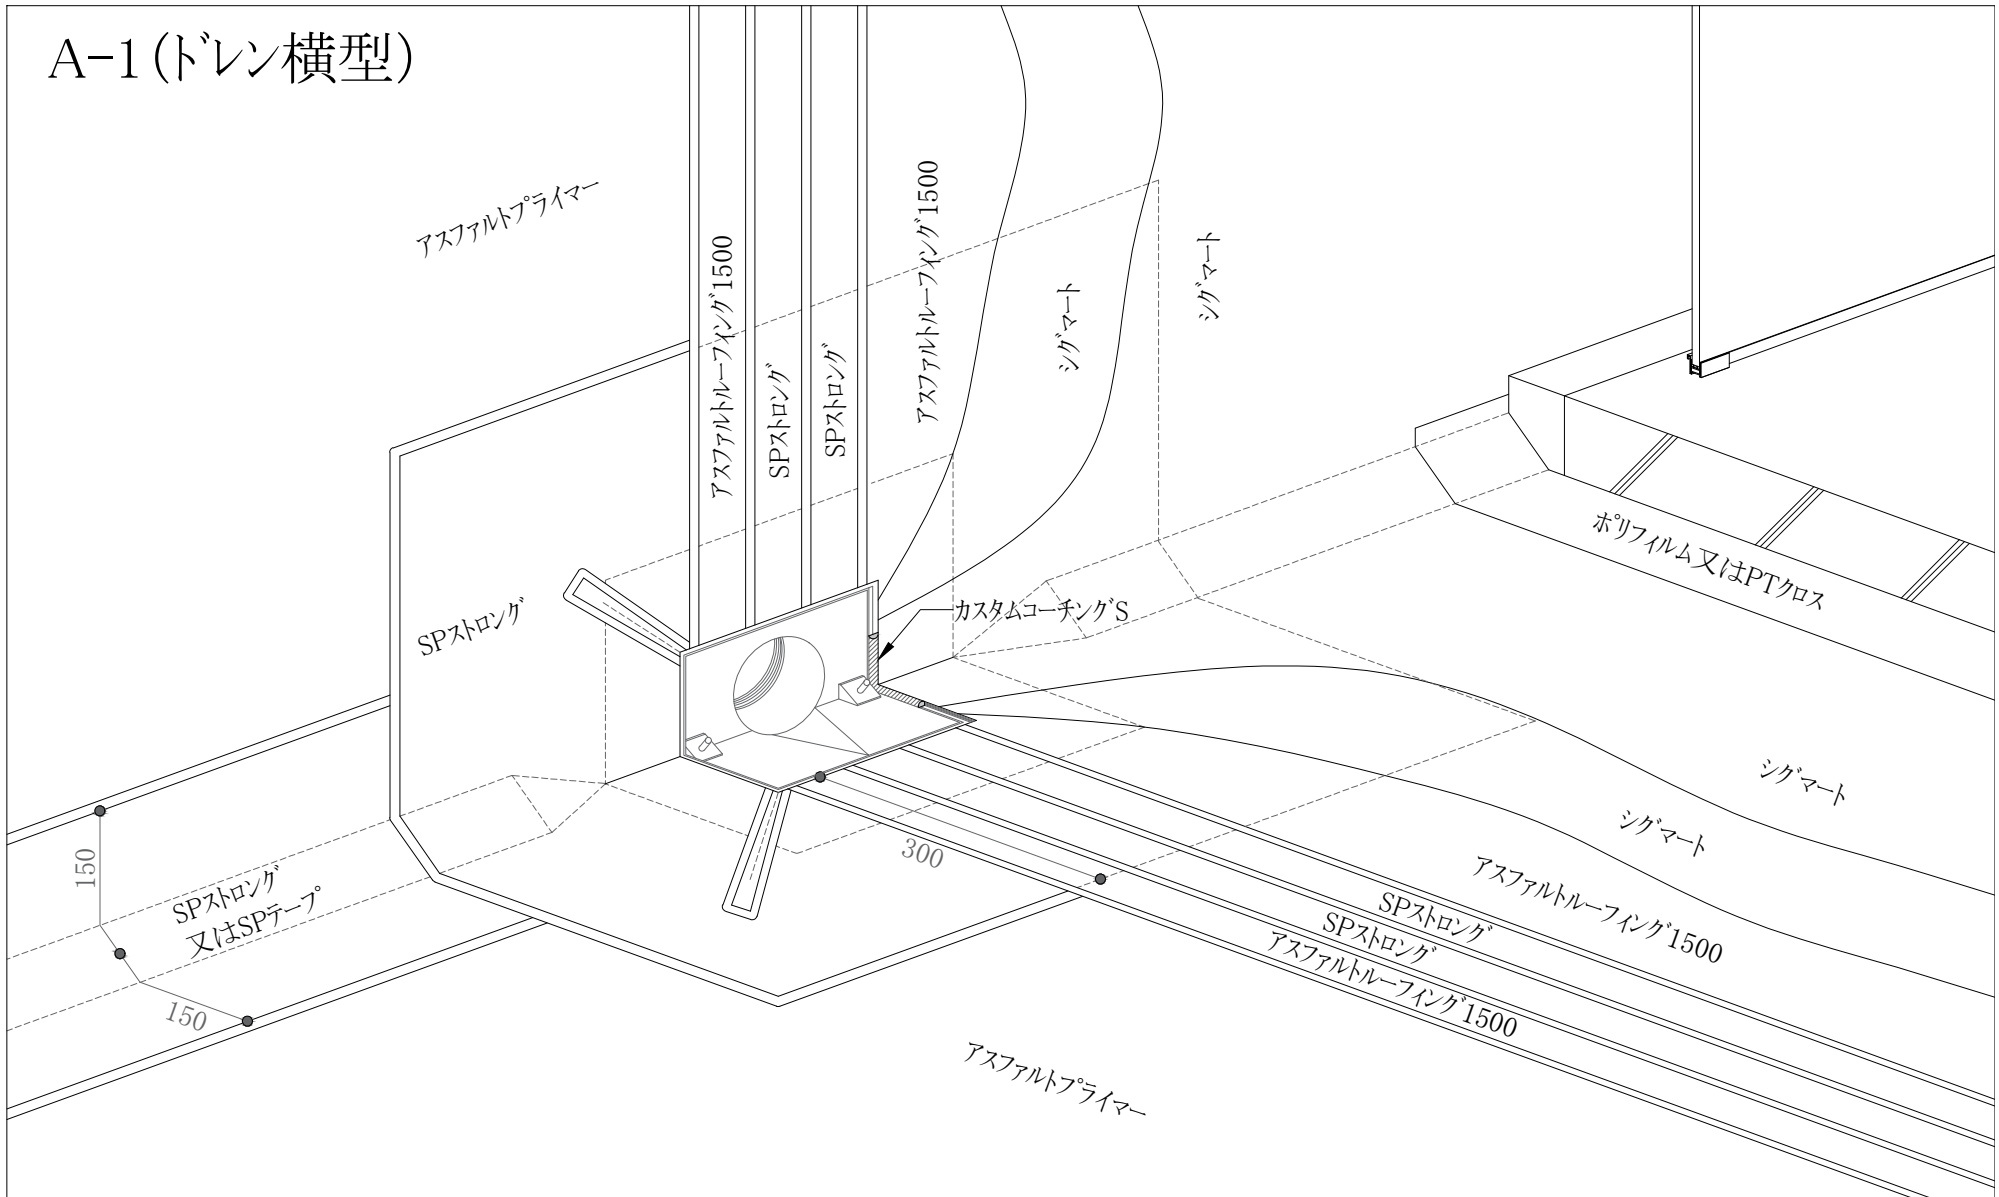 A-1(ドレン横型)
アスファルトプライマー
アスファルトルーフィング1500
SPストロング
SPストロング
アスファルトルーフィング1500
シグマート
シグマート
ポリフィルム又はPTクロス
SPストロング
カスタムコーチングS
シグマート
シグマート
アスファルトルーフィング1500
SPストロング
SPストロング
アスファルトルーフィング1500
300
150
SPストロング
又はSPテープ
150
アスファルトプライマー